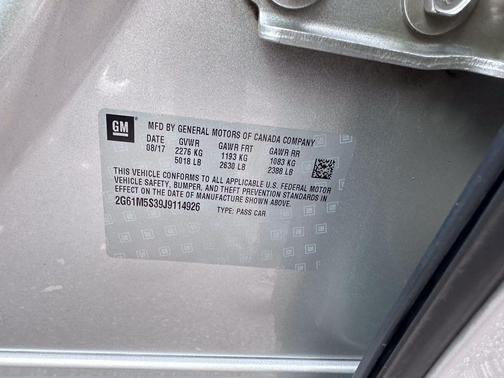 GM
MFD BY GENERAL MOTORS OF CANADA COMPANY
DATE GVWR GAWR FRT GAWR RR
08/17 2276 KG 1193 KG 1083 KG
5018 LB 2630 LB 2388 LB
THIS VEHICLE CONFORMS TO ALL APPLICABLE U.S. FEDERAL MOTOR
VEHICLE SAFETY, BUMPER, AND THEFT PREVENTION STANDARDS IN
EFFECT ON THE DATE OF MANUFACTURE SHOWN ABOVE.
2G61M5S39J9114926
TYPE: PASS CAR